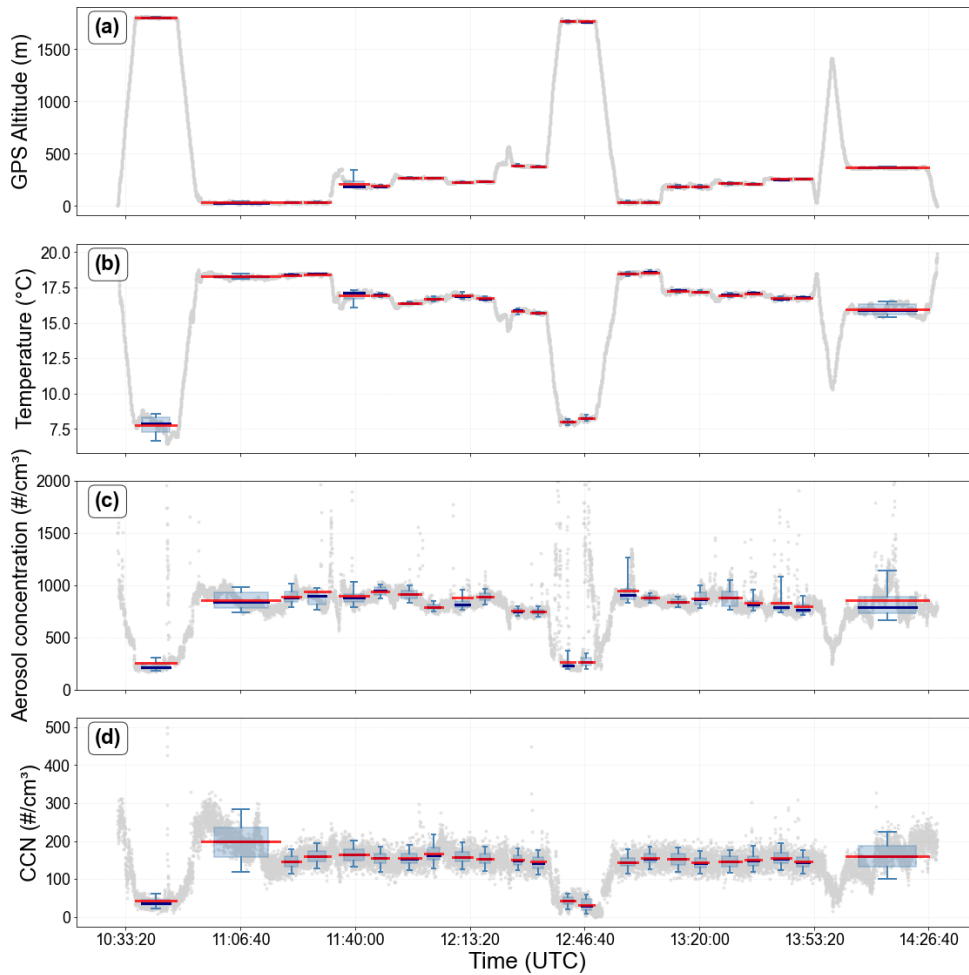 (a)
GPS Altitude (m)
1500
1000
500
0
(b)
Temperature (°C)
20.0
17.5
15.0
12.5
10.0
7.5
(c)
Aerosol concentration (#/cm³)
2000
1500
1000
500
0
(d)
CCN (#/cm³)
500
400
300
200
100
0
10:33:20 11:06:40 11:40:00 12:13:20 12:46:40 13:20:00 13:53:20 14:26:40
Time (UTC)